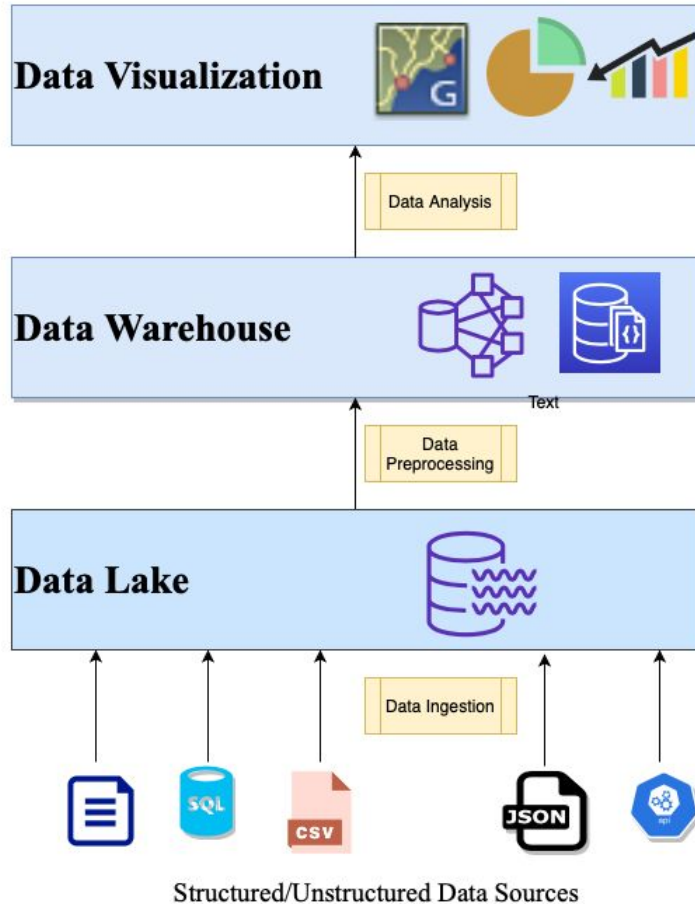 Data Visualization
G
Data Analysis
Data Warehouse
{}
Text
Data
Preprocessing
Data Lake
Data Ingestion
SQL
CSV
JSON
api
Structured/Unstructured Data Sources